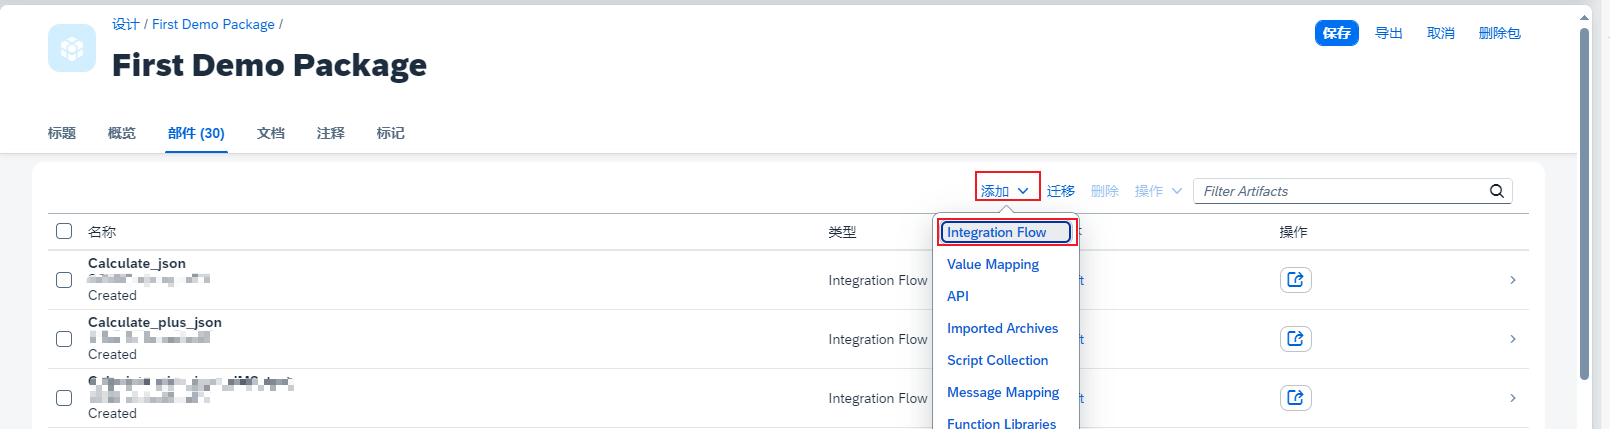 设计 / First Demo Package /
First Demo Package
保存 导出 取消 删除包
标题 概览 部件 (30) 文档 注释 标记
添加 迁移 删除 操作 Filter Artifacts
名称 类型 操作
Integration Flow
Value Mapping
API
Imported Archives
Script Collection
Message Mapping
Function Libraries
Calculate_json
Created
Integration Flow
Calculate_plus_json
Created
Integration Flow
Created
Integration Flow